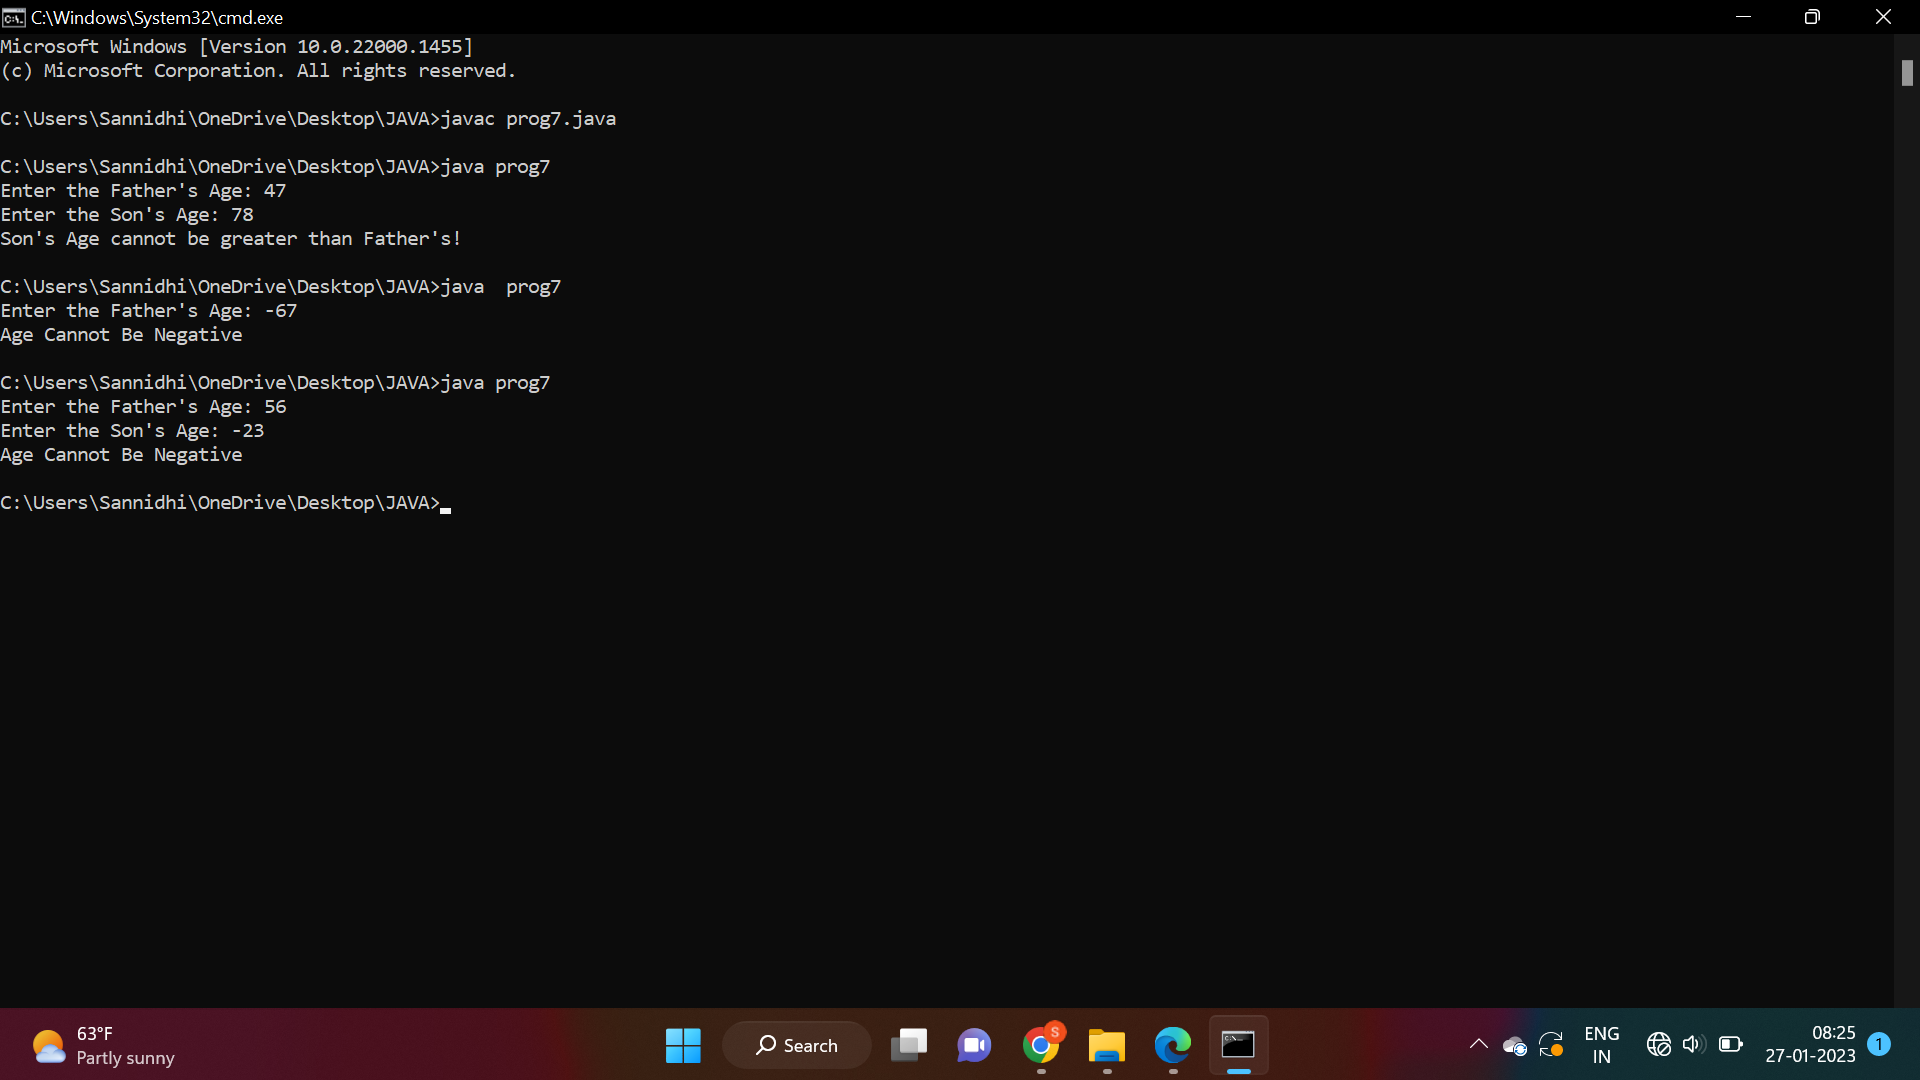 C:\Windows\System32\cmd.exe
Microsoft Windows [Version 10.0.22000.1455]
(c) Microsoft Corporation. All rights reserved.
C:\Users\Sannidhi\OneDrive\Desktop\JAVA>javac prog7.java
C:\Users\Sannidhi\OneDrive\Desktop\JAVA>java prog7
Enter the Father's Age: 47
Enter the Son's Age: 78
Son's Age cannot be greater than Father's!
C:\Users\Sannidhi\OneDrive\Desktop\JAVA>java  prog7
Enter the Father's Age: -67
Age Cannot Be Negative
C:\Users\Sannidhi\OneDrive\Desktop\JAVA>java prog7
Enter the Father's Age: 56
Enter the Son's Age: -23
Age Cannot Be Negative
C:\Users\Sannidhi\OneDrive\Desktop\JAVA>
63°F
Partly sunny
Search
S
ENG
IN
08:25
27-01-2023
1